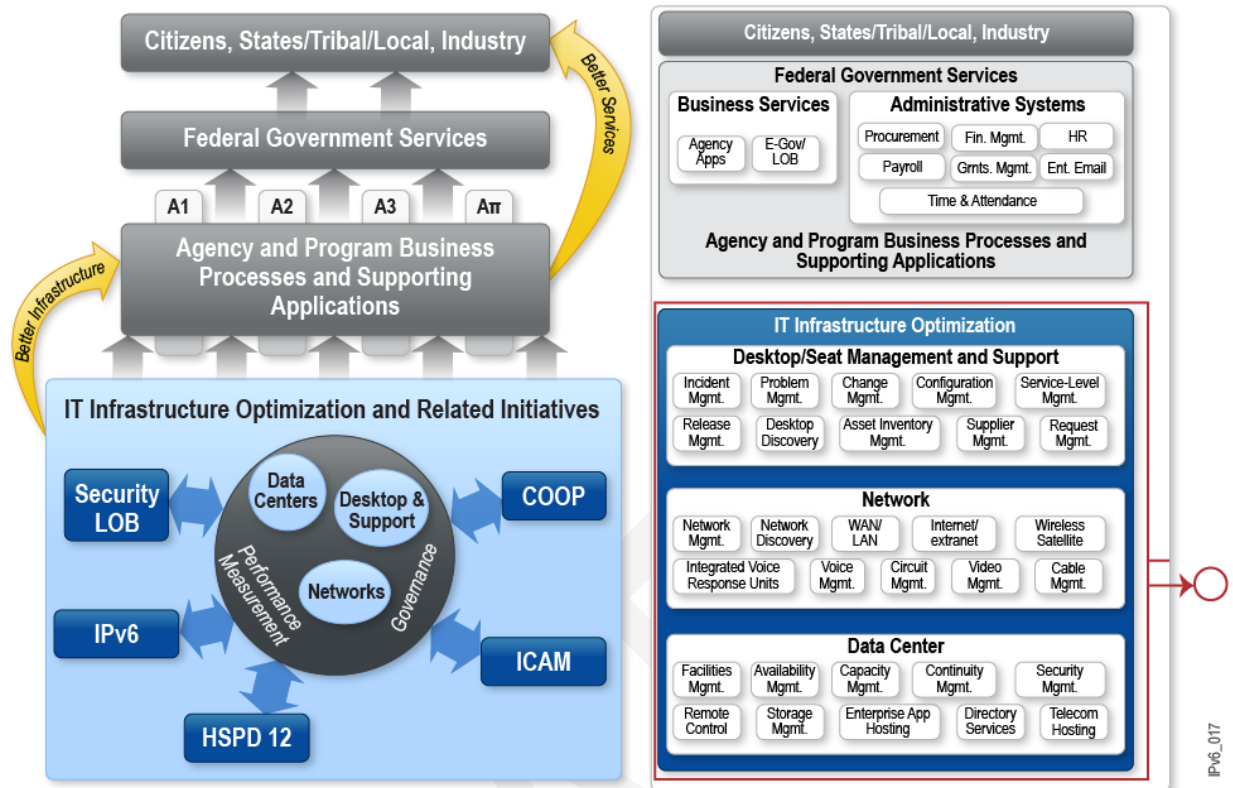 Citizens, States/Tribal/Local, Industry
Better Services
Federal Government Services
A1
A2
A3
Aπ
Agency and Program Business
Processes and Supporting
Applications
Better Infrastructure
IT Infrastructure Optimization and Related Initiatives
Data
Centers
Desktop &
Support
Networks
Performance
Measurement
Governance
Security
LOB
COOP
IPv6
ICAM
HSPD 12
Citizens, States/Tribal/Local, Industry
Federal Government Services
Business Services
Agency
Apps
E-Gov/
LOB
Administrative Systems
Procurement
Fin. Mgmt.
HR
Payroll
Grnts. Mgmt.
Ent. Email
Time & Attendance
Agency and Program Business Processes and
Supporting Applications
IT Infrastructure Optimization
Desktop/Seat Management and Support
Incident
Mgmt.
Problem
Mgmt.
Change
Mgmt.
Configuration
Mgmt.
Service-Level
Mgmt.
Release
Mgmt.
Desktop
Discovery
Asset Inventory
Mgmt.
Supplier
Mgmt.
Request
Mgmt.
Network
Network
Mgmt.
Network
Discovery
WAN/
LAN
Internet/
extranet
Wireless
Satellite
Integrated Voice
Response Units
Voice
Mgmt.
Circuit
Mgmt.
Video
Mgmt.
Cable
Mgmt.
Data Center
Facilities
Mgmt.
Availability
Mgmt.
Capacity
Mgmt.
Continuity
Mgmt.
Security
Mgmt.
Remote
Control
Storage
Mgmt.
Enterprise App
Hosting
Directory
Services
Telecom
Hosting
IPv6_017